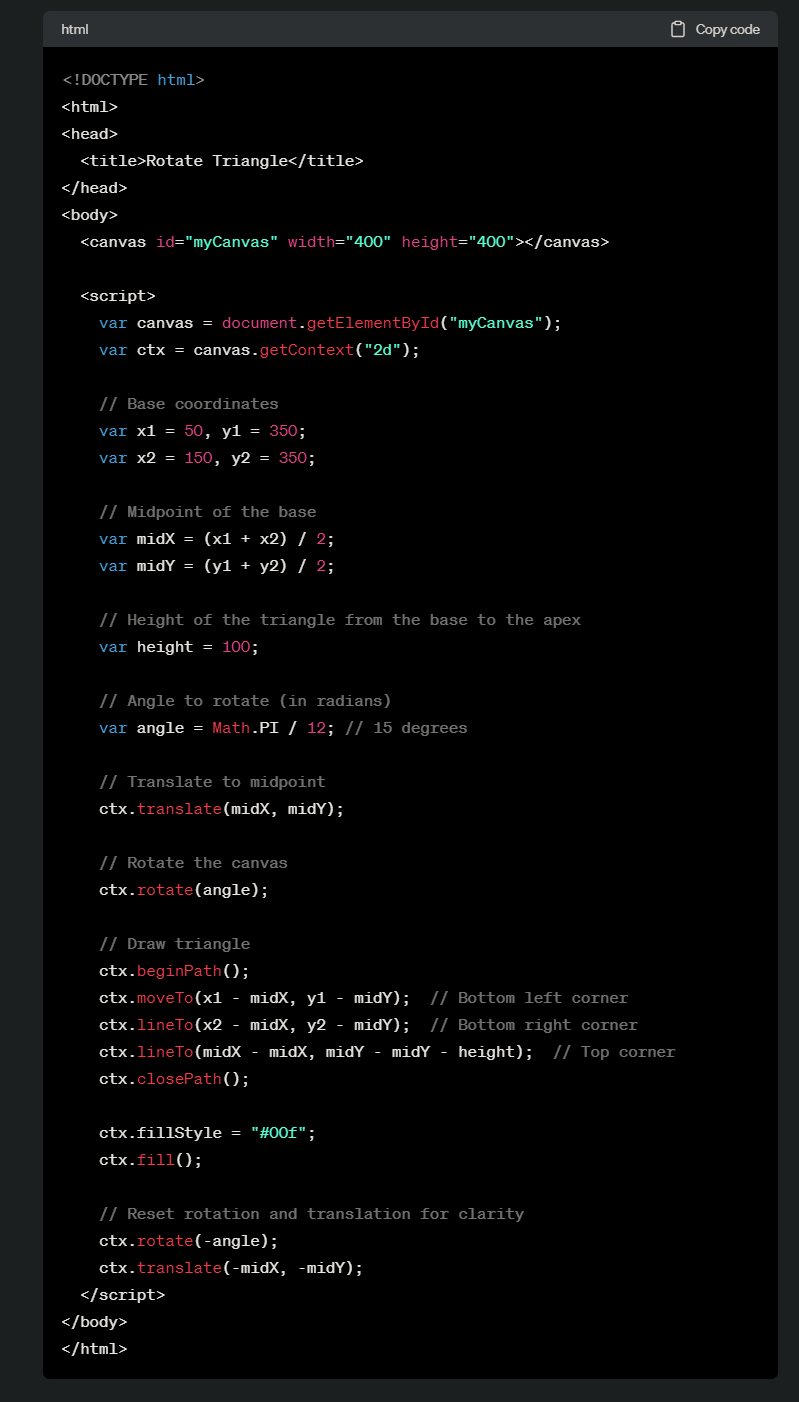 html
Copy code
<!DOCTYPE html>
<html>
<head>
  <title>Rotate Triangle</title>
</head>
<body>
  <canvas id="myCanvas" width="400" height="400"></canvas>

  <script>
    var canvas = document.getElementById("myCanvas");
    var ctx = canvas.getContext("2d");

    // Base coordinates
    var x1 = 50, y1 = 350;
    var x2 = 150, y2 = 350;

    // Midpoint of the base
    var midX = (x1 + x2) / 2;
    var midY = (y1 + y2) / 2;

    // Height of the triangle from the base to the apex
    var height = 100;

    // Angle to rotate (in radians)
    var angle = Math.PI / 12; // 15 degrees

    // Translate to midpoint
    ctx.translate(midX, midY);

    // Rotate the canvas
    ctx.rotate(angle);

    // Draw triangle
    ctx.beginPath();
    ctx.moveTo(x1 - midX, y1 - midY);  // Bottom left corner
    ctx.lineTo(x2 - midX, y2 - midY);  // Bottom right corner
    ctx.lineTo(midX - midX, midY - midY - height);  // Top corner
    ctx.closePath();

    ctx.fillStyle = "#00f";
    ctx.fill();

    // Reset rotation and translation for clarity
    ctx.rotate(-angle);
    ctx.translate(-midX, -midY);
  </script>
</body>
</html>